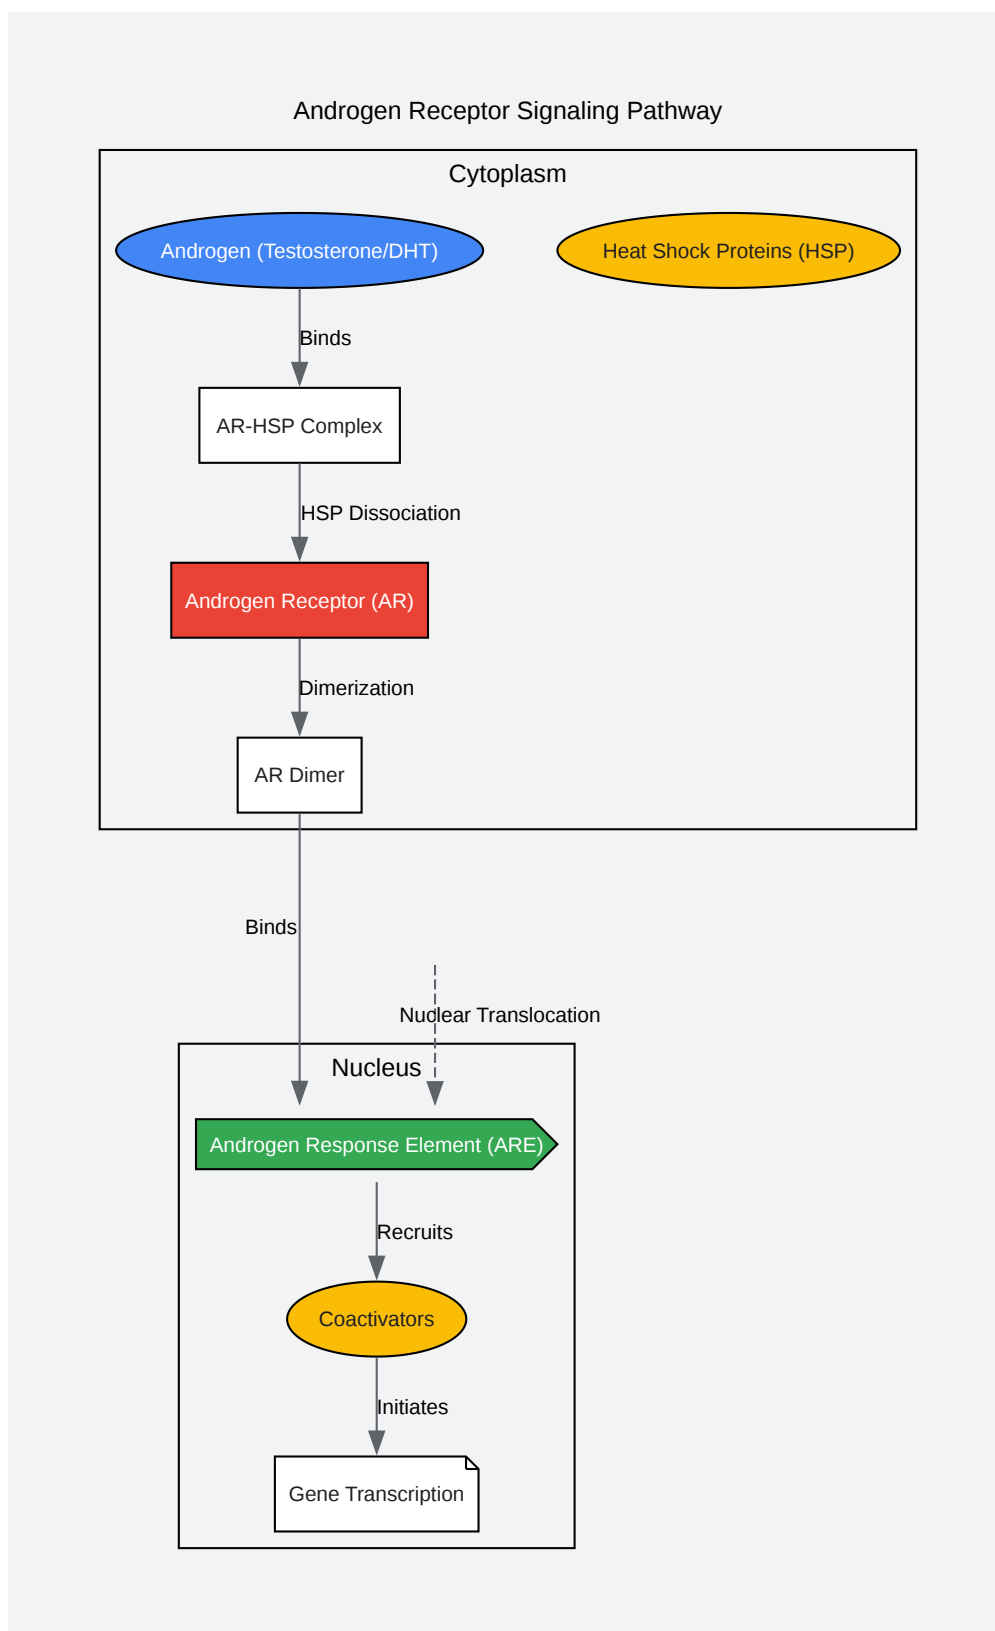 Androgen Receptor Signaling Pathway
Cytoplasm
Androgen (Testosterone/DHT)
Heat Shock Proteins (HSP)
Binds
AR-HSP Complex
HSP Dissociation
Androgen Receptor (AR)
Dimerization
AR Dimer
Binds
Nuclear Translocation
Nucleus
Androgen Response Element (ARE)
Recruits
Coactivators
Initiates
Gene Transcription